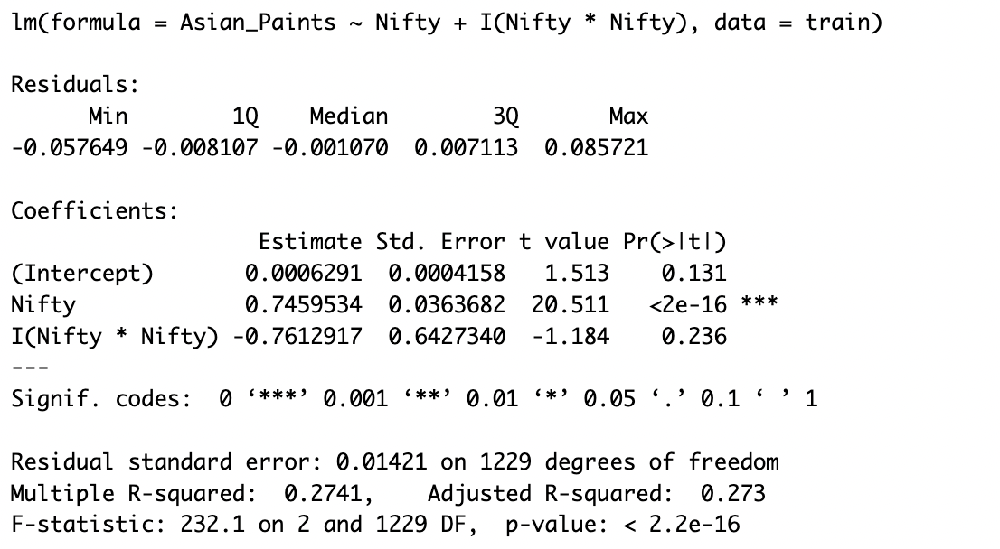 lm(formula = Asian_Paints ~ Nifty + I(Nifty * Nifty), data = train)
Residuals:
Min 1Q Median 3Q Max
-0.057649 -0.008107 -0.001070 0.007113 0.085721
Coefficients:
Estimate Std. Error t value Pr(>|t|)
(Intercept) 0.0006291 0.0004158 1.513 0.131
Nifty 0.7459534 0.0363682 20.511 <2e-16 ***
I(Nifty * Nifty) -0.7612917 0.6427340 -1.184 0.236
---
Signif. codes: 0 ‘***’ 0.001 ‘**’ 0.01 ‘*’ 0.05 ‘.’ 0.1 ‘ ’ 1
Residual standard error: 0.01421 on 1229 degrees of freedom
Multiple R-squared: 0.2741, Adjusted R-squared: 0.273
F-statistic: 232.1 on 2 and 1229 DF, p-value: < 2.2e-16